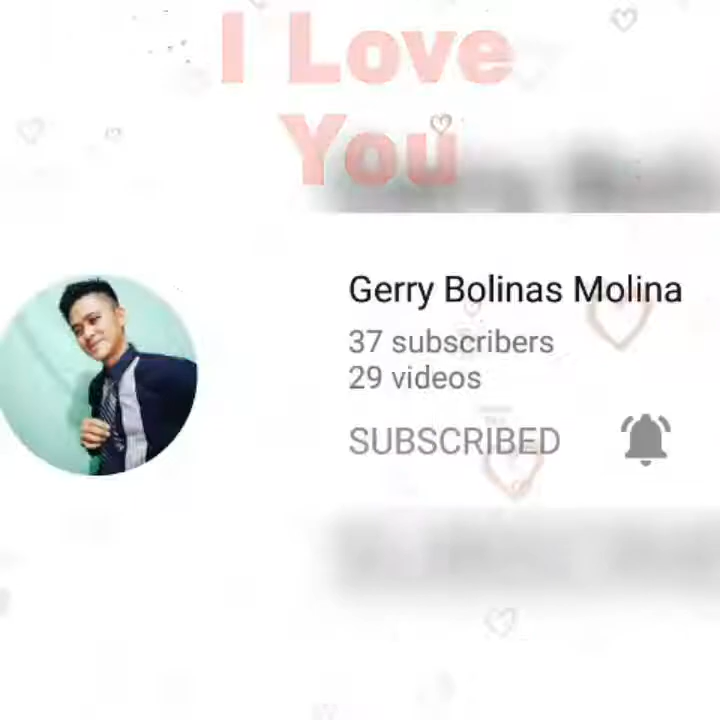 I Love
You
Gerry Bolinas Molina
37 subscribers
29 videos
SUBSCRIBED